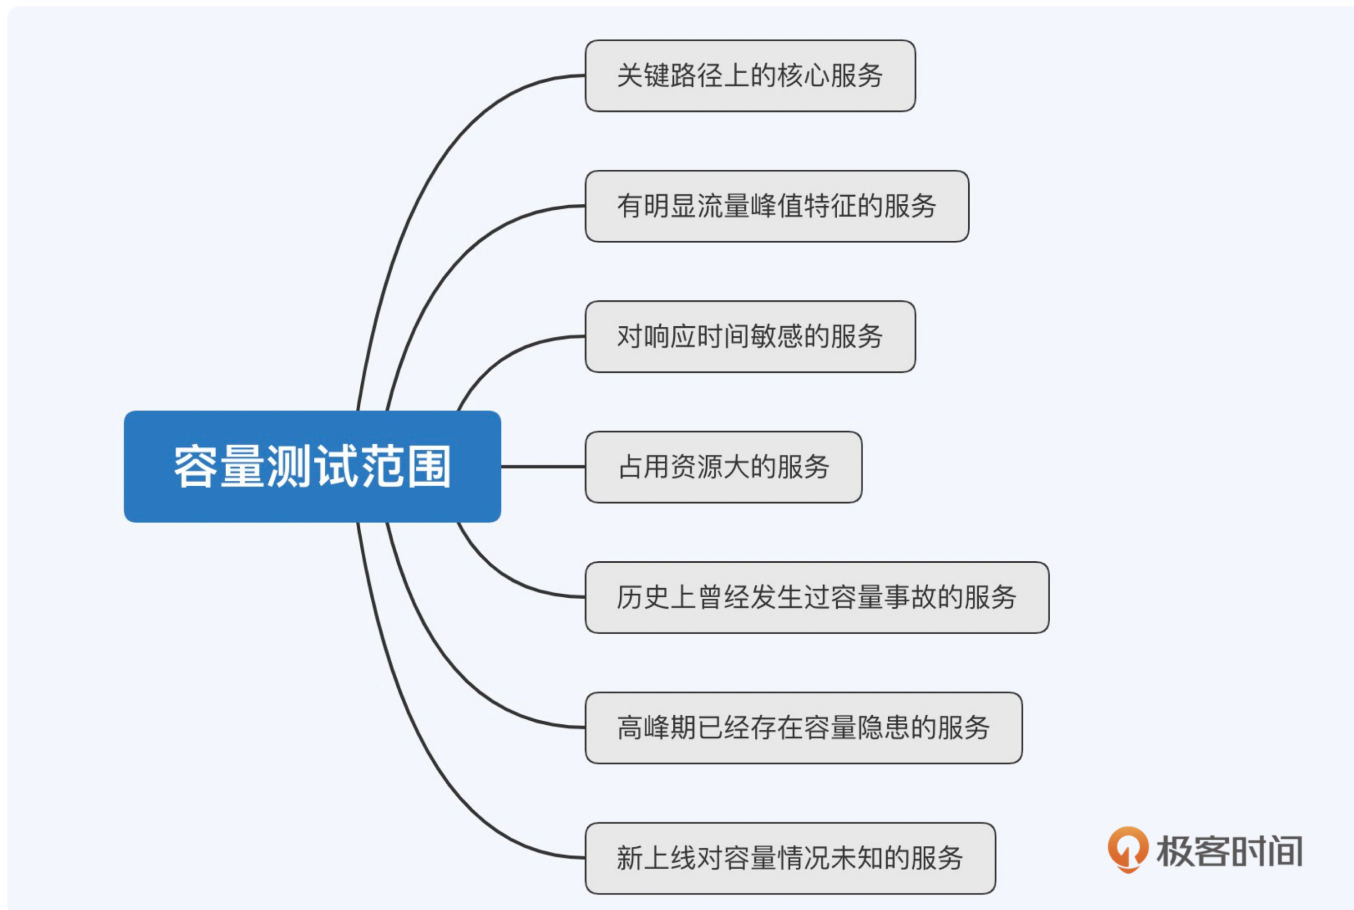 关键路径上的核心服务
有明显流量峰值特征的服务
对响应时间敏感的服务
容量测试范围
占用资源大的服务
历史上曾经发生过容量事故的服务
高峰期已经存在容量隐患的服务
新上线对容量情况未知的服务
极客时间